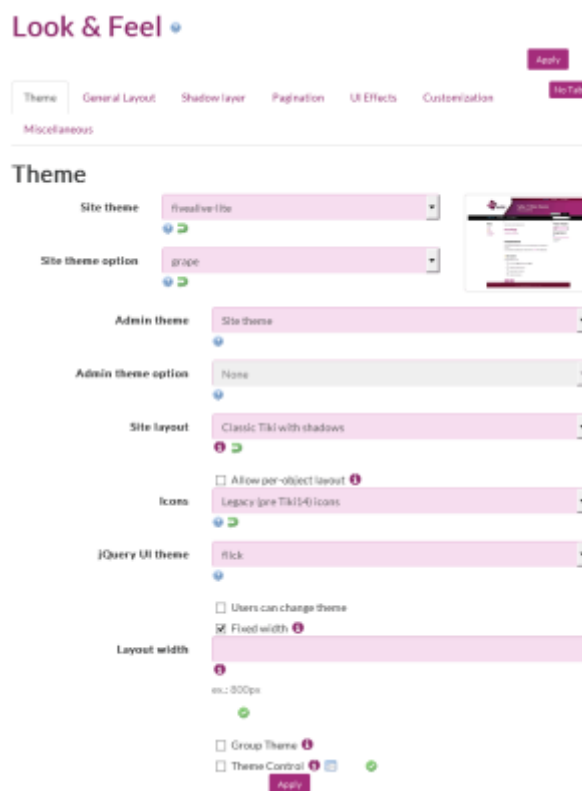 Look & Feel
Apply
Theme General Layout Shadow layer Pagination UI Effects Customization No Tab
Miscellaneous
Theme
Site theme fivealive-lite
Site theme option grape
Admin theme Site theme
Admin theme option None
Site layout Classic Tiki with shadows
Allow per-object layout
Icons Legacy (pre Tiki14) icons
jQuery UI theme flick
Users can change theme
Fixed width
Layout width
ex.: 800px
Group Theme
Theme Control
Apply